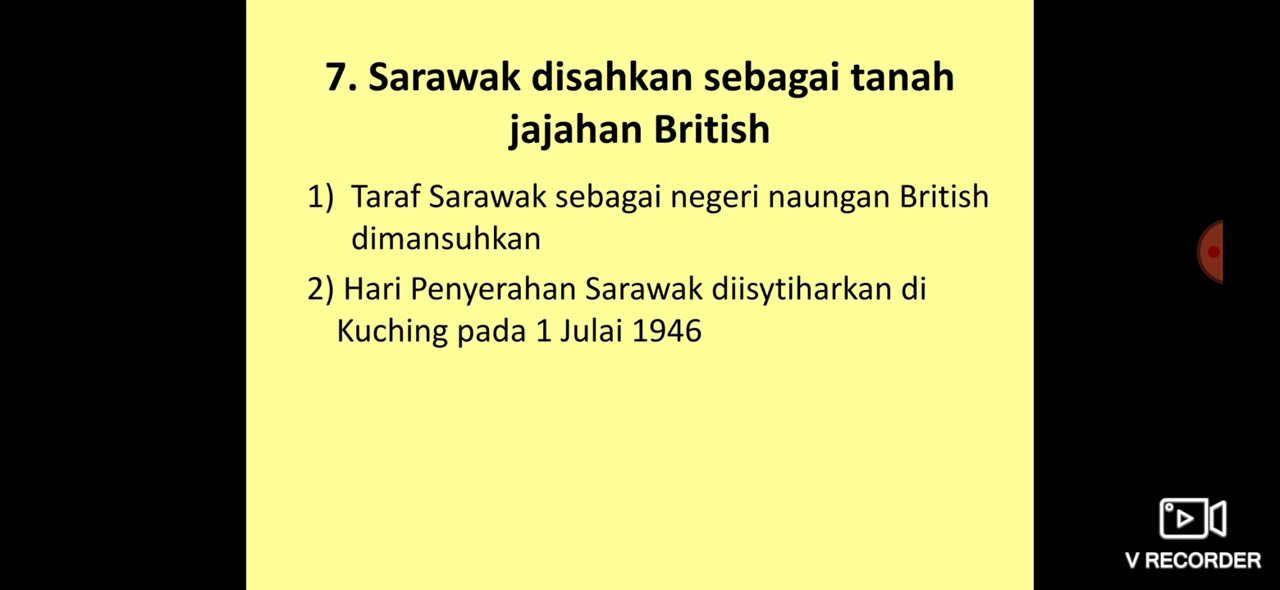 7. Sarawak disahkan sebagai tanah
jajahan British
1) Taraf Sarawak sebagai negeri naungan British
dimansuhkan
2) Hari Penyerahan Sarawak diisytiharkan di
Kuching pada 1 Julai 1946
V RECORDER